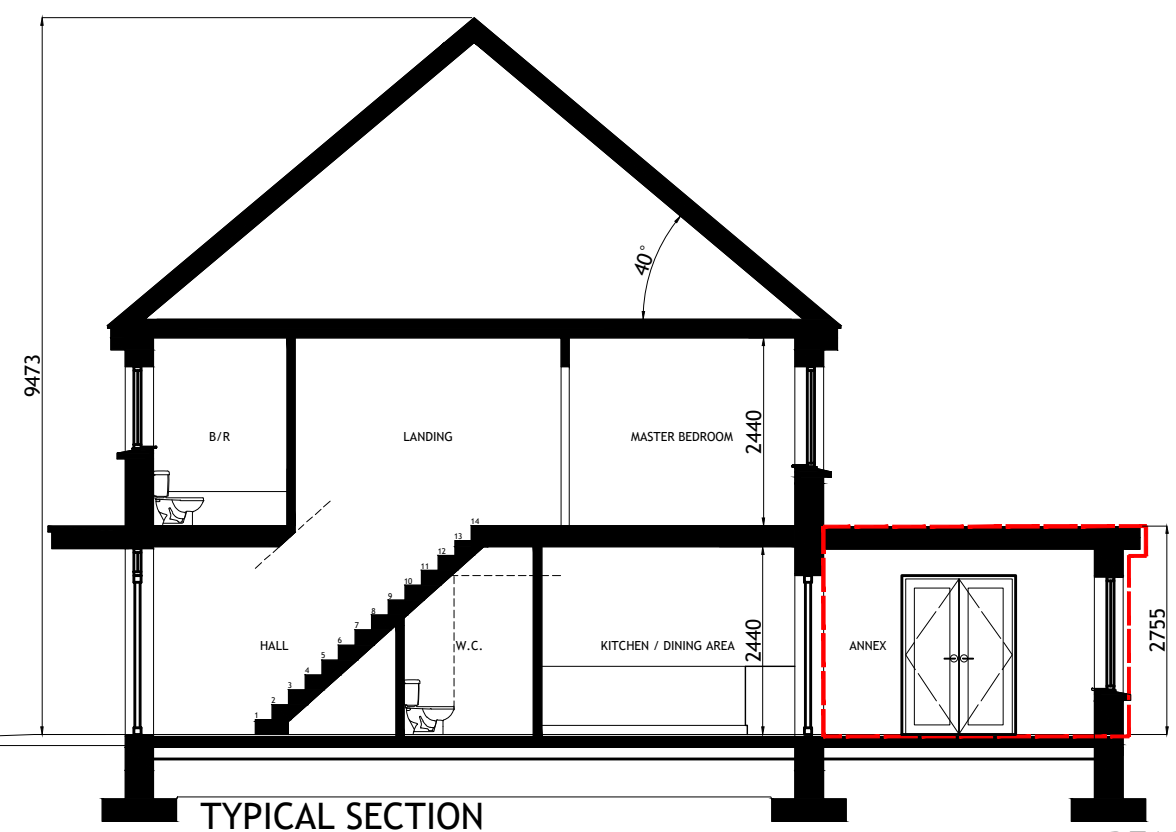 40°
9473
B/R
LANDING
MASTER BEDROOM
2440
14
13
12
11
10
9
8
7
6
5
4
3
2
1
HALL
W.C.
KITCHEN / DINING AREA
2440
ANNEX
2755
TYPICAL SECTION